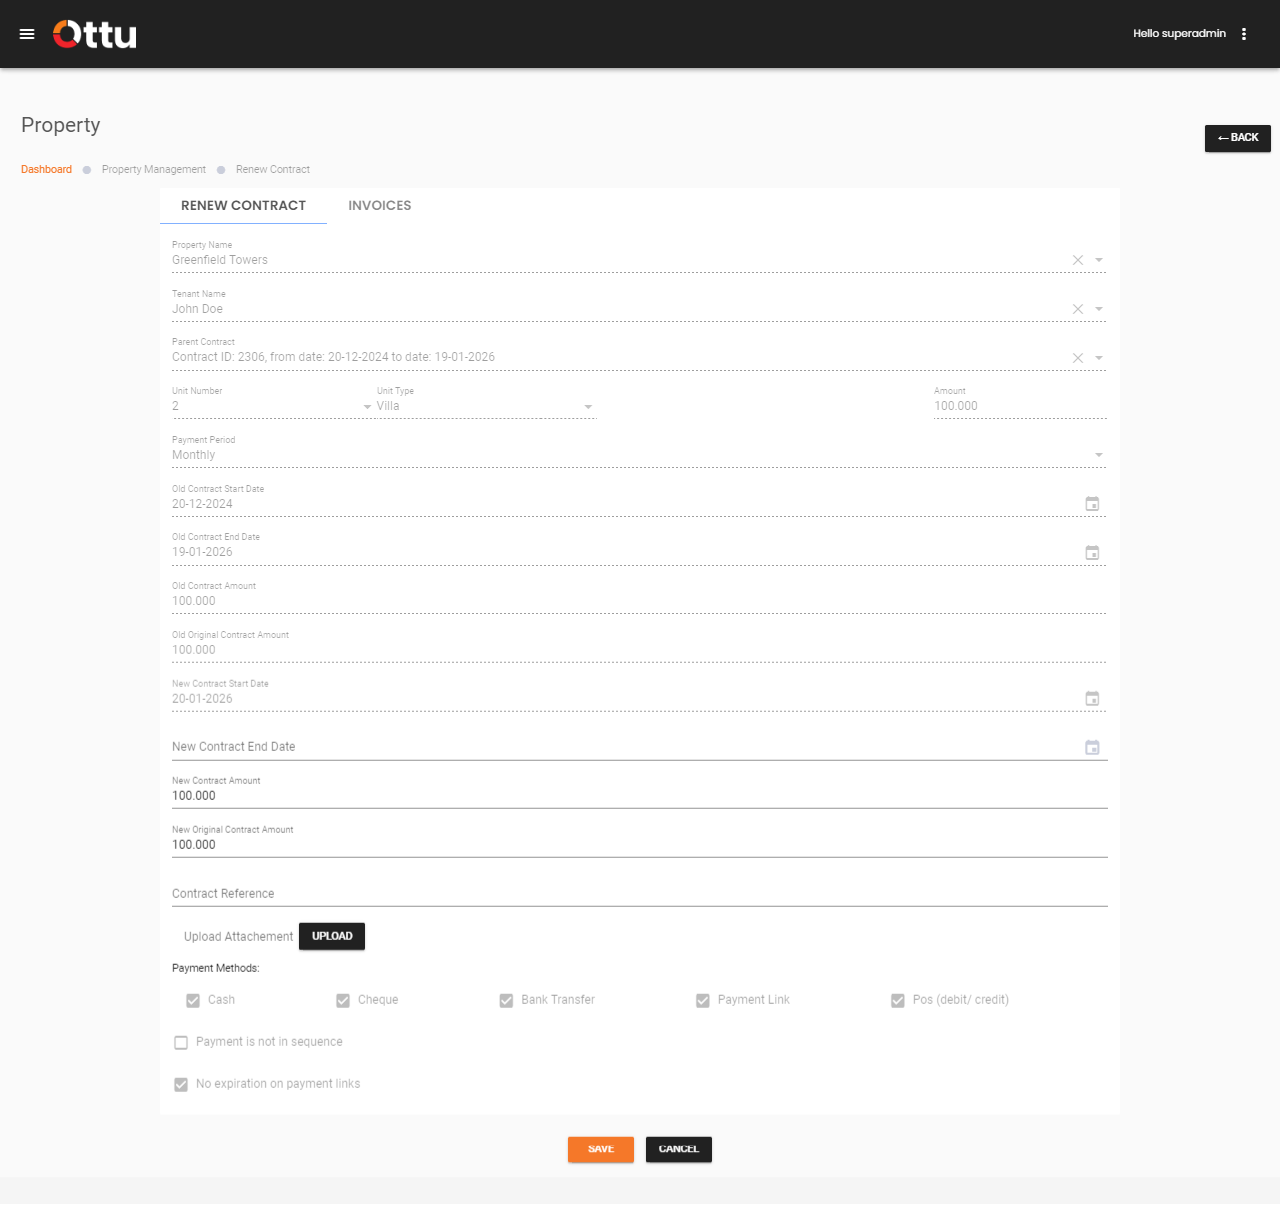 Ottu
Hello superadmin
Property
← BACK
Dashboard Property Management Renew Contract
RENEW CONTRACT INVOICES
Property Name
Greenfield Towers
Tenant Name
John Doe
Parent Contract
Contract ID: 2306, from date: 20-12-2024 to date: 19-01-2026
Unit Number Unit Type Amount
2 Villa 100.000
Payment Period
Monthly
Old Contract Start Date
20-12-2024
Old Contract End Date
19-01-2026
Old Contract Amount
100.000
Old Original Contract Amount
100.000
New Contract Start Date
20-01-2026
New Contract End Date
New Contract Amount
100.000
New Original Contract Amount
100.000
Contract Reference
Upload Attachement UPLOAD
Payment Methods:
Cash Cheque Bank Transfer Payment Link Pos (debit/ credit)
Payment is not in sequence
No expiration on payment links
SAVE CANCEL